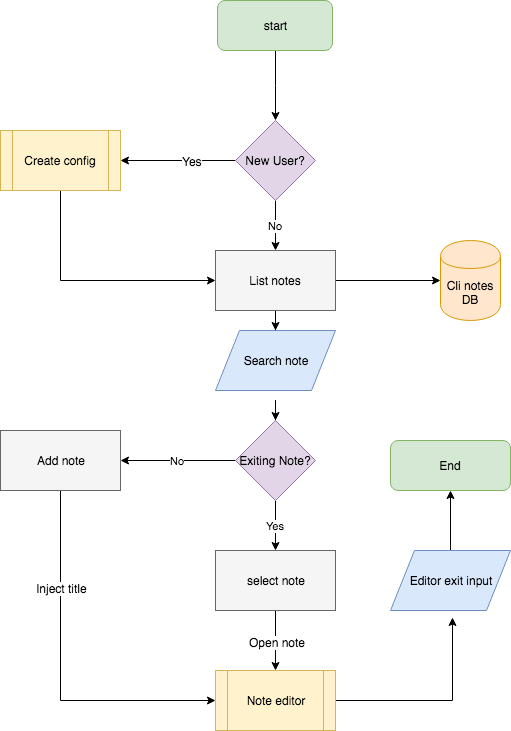 start
New User?
Yes
Create config
No
List notes
Cli notes
DB
Search note
Exiting Note?
No
Add note
End
Yes
select note
Editor exit input
Inject title
Open note
Note editor